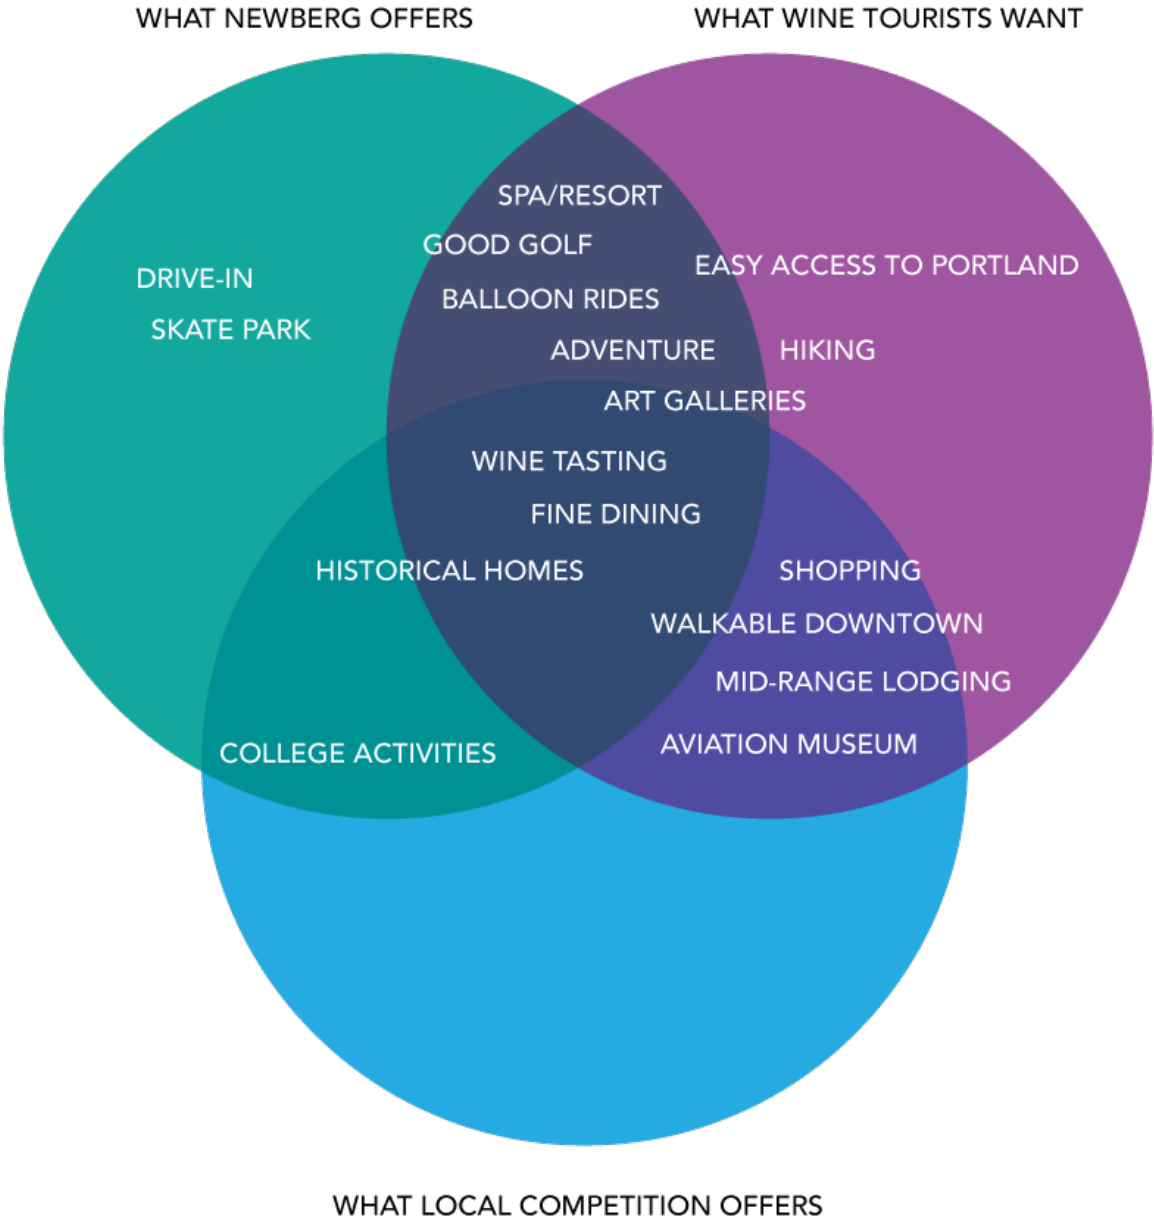 WHAT NEWBERG OFFERS
WHAT WINE TOURISTS WANT
SPA/RESORT
GOOD GOLF
EASY ACCESS TO PORTLAND
DRIVE-IN
BALLOON RIDES
SKATE PARK
ADVENTURE
HIKING
ART GALLERIES
WINE TASTING
FINE DINING
HISTORICAL HOMES
SHOPPING
WALKABLE DOWNTOWN
MID-RANGE LODGING
AVIATION MUSEUM
COLLEGE ACTIVITIES
WHAT LOCAL COMPETITION OFFERS